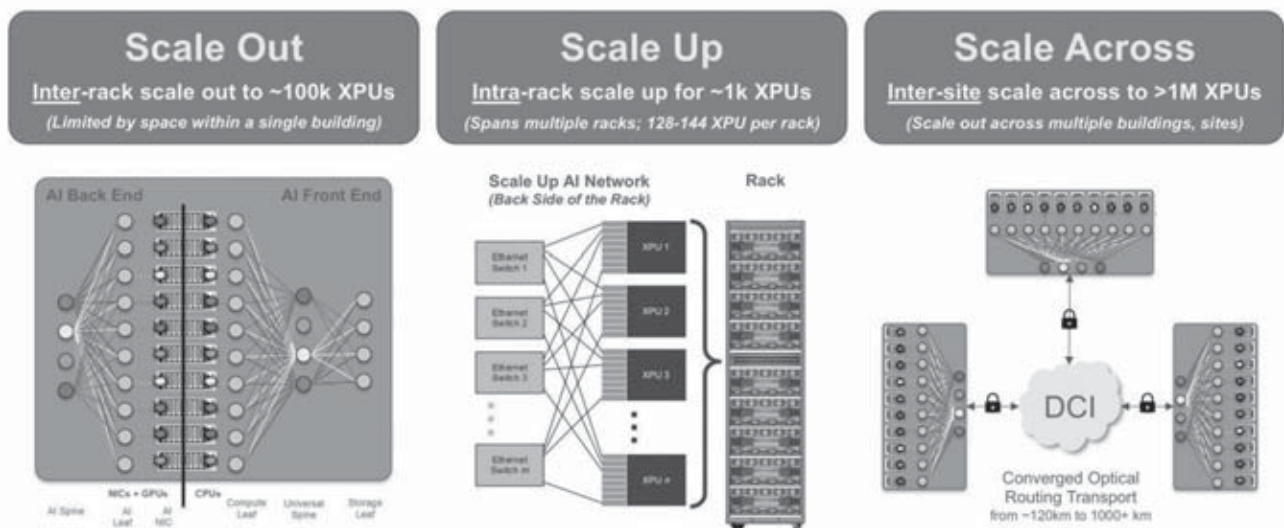 Scale Out
Inter-rack scale out to ~100k XPUs
(Limited by space within a single building)
AI Back End
AI Front End
NICs + GPUs
CPUs
AI Spine
AI
Leaf
AI
NIC
Compute
Leaf
Universal
Spine
Storage
Leaf
Scale Up
Intra-rack scale up for ~1k XPUs
(Spans multiple racks; 128-144 XPU per rack)
Scale Up AI Network
(Back Side of the Rack)
Rack
Ethernet
Switch 1
Ethernet
Switch 2
Ethernet
Switch 3
Ethernet
Switch m
XPU 1
XPU 2
XPU 3
XPU n
Scale Across
Inter-site scale across to >1M XPUs
(Scale out across multiple buildings, sites)
DCI
Converged Optical
Routing Transport
from ~120km to 1000+ km